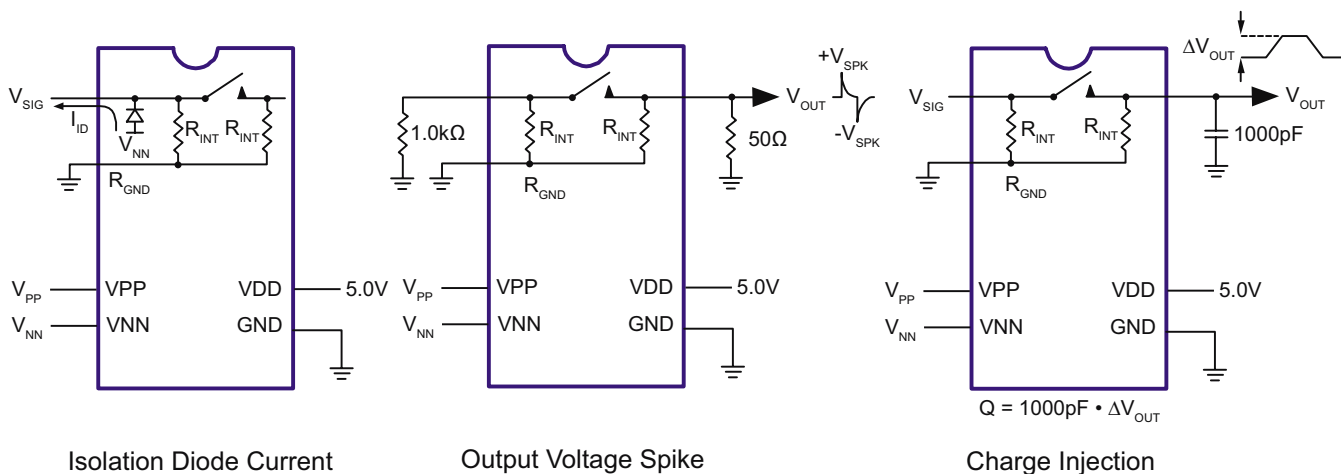 V_SIG
I_ID
V_NN
R_INT
R_INT
R_GND
V_PP
VPP
VDD
5.0V
V_NN
VNN
GND
Isolation Diode Current
1.0kΩ
R_INT
R_INT
R_GND
50Ω
V_OUT
+V_SPK
-V_SPK
V_PP
VPP
VDD
5.0V
V_NN
VNN
GND
Output Voltage Spike
ΔV_OUT
V_SIG
R_INT
R_INT
R_GND
V_OUT
1000pF
V_PP
VPP
VDD
5.0V
V_NN
VNN
GND
Q = 1000pF • ΔV_OUT
Charge Injection